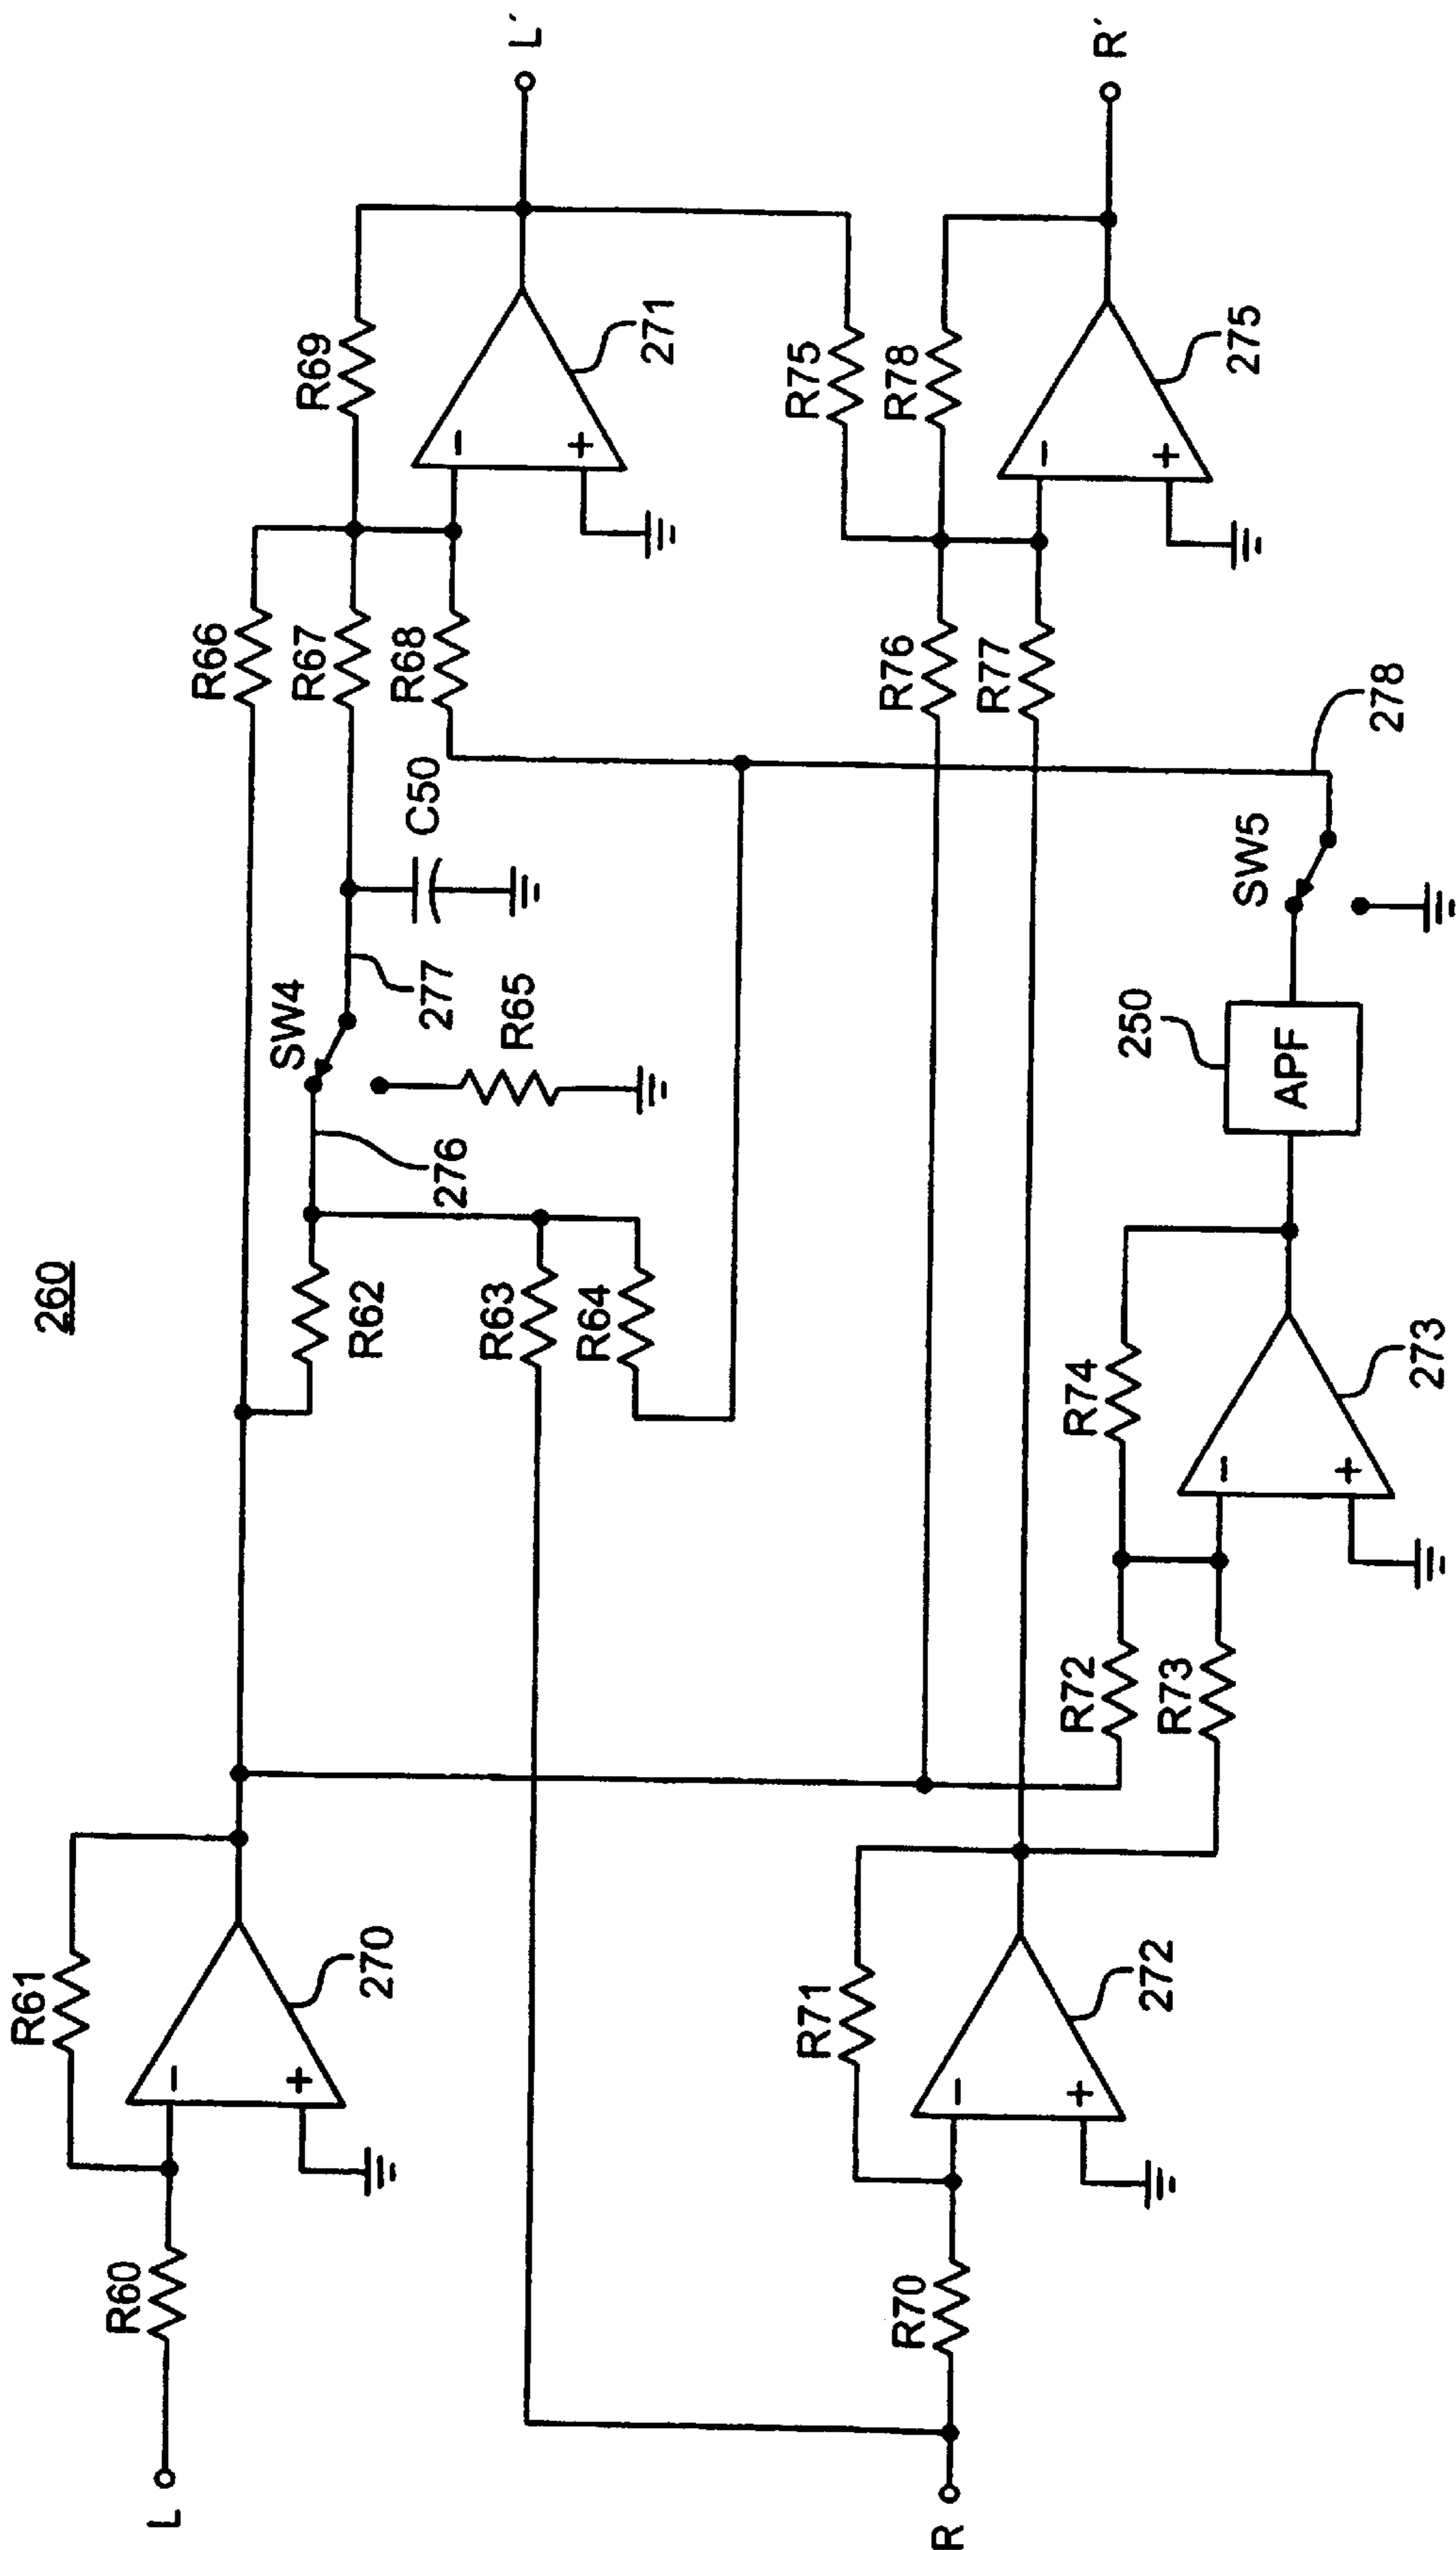 260
L
R60
R61
−
+
270
R62
276
SW4
R65
277
C50
R66
R67
R68
R69
−
+
271
L'
R63
R64
R
R70
R71
−
+
272
R72
R73
R74
−
+
273
250
APF
SW5
278
R76
R77
R75
R78
−
+
275
R'